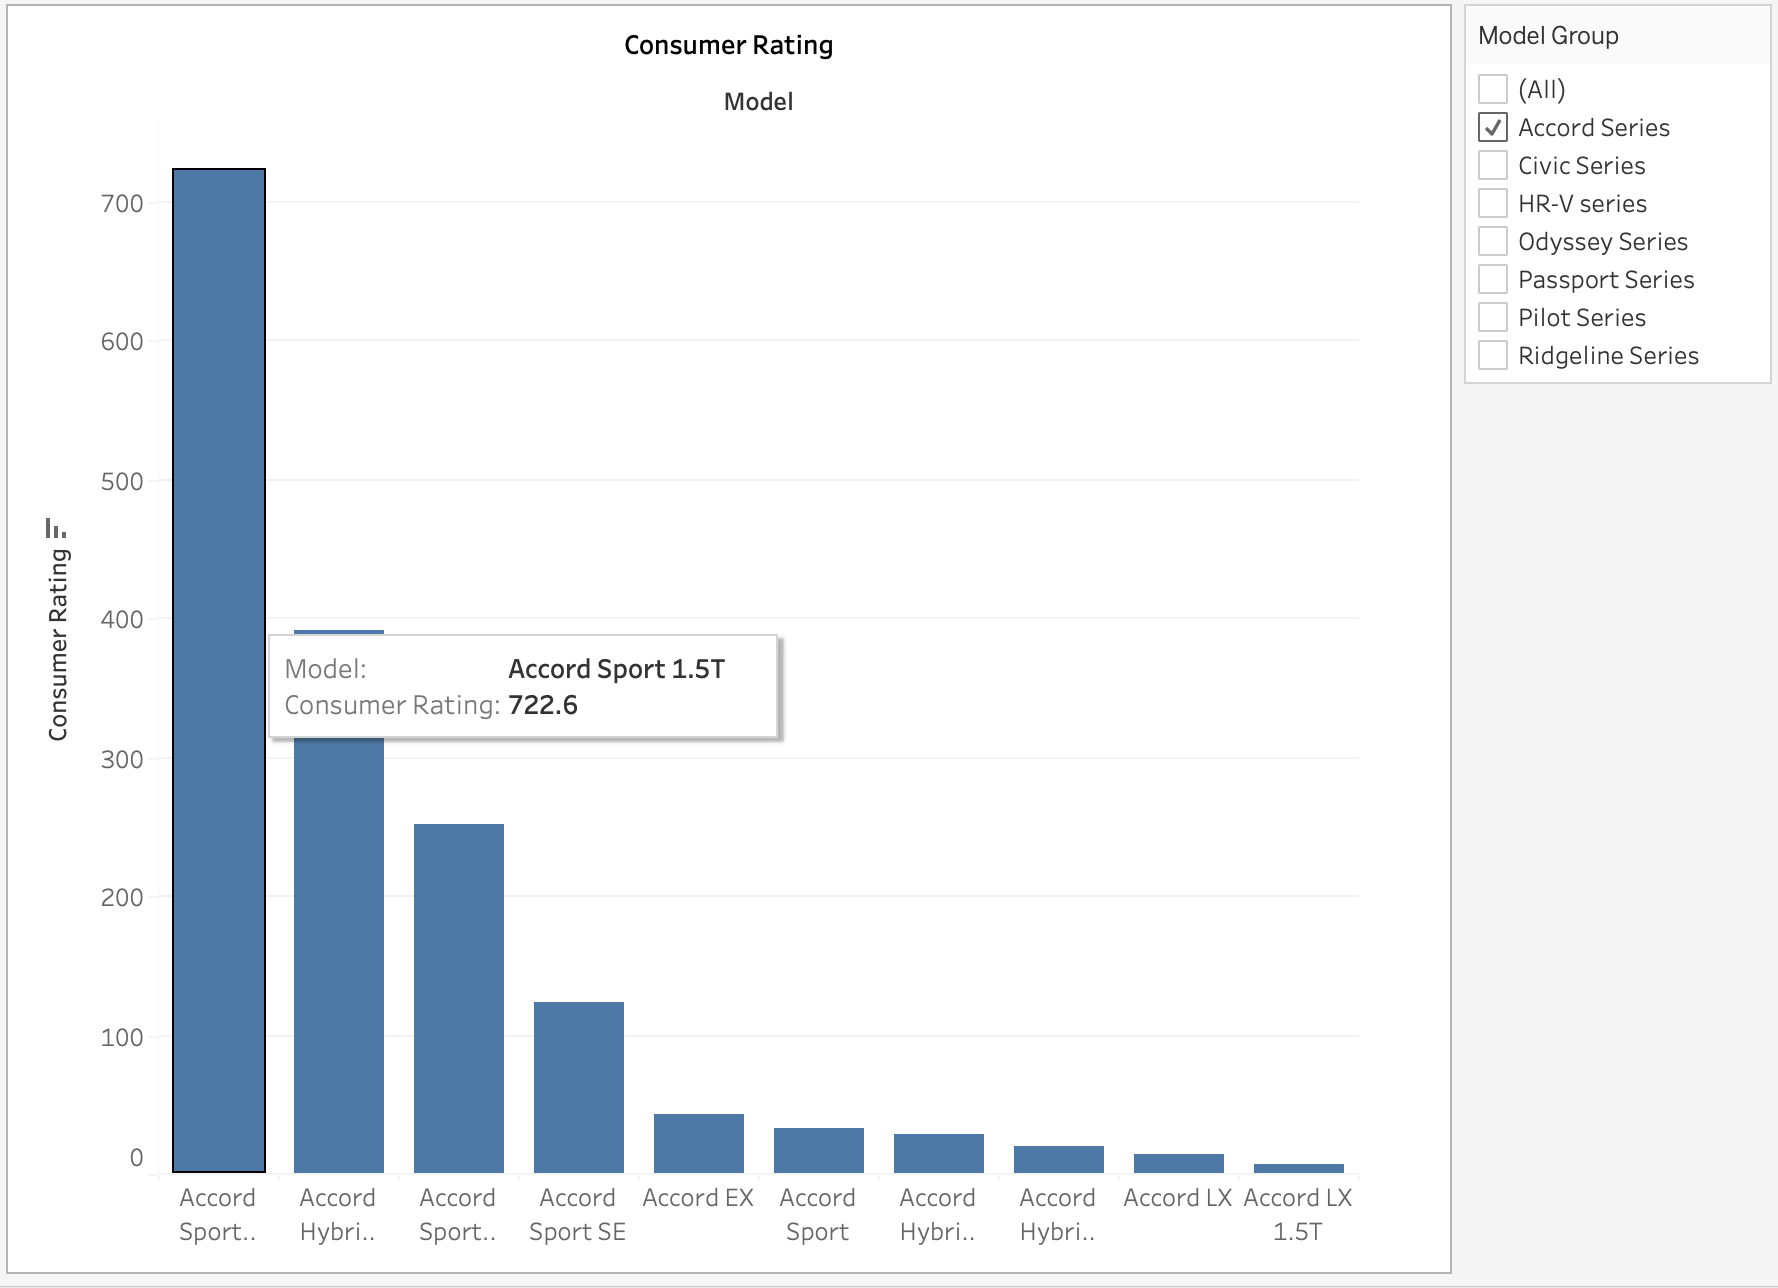 Consumer Rating
Model
700
600
500
400
300
200
100
0
Consumer Rating
Model: Accord Sport 1.5T
Consumer Rating: 722.6
Accord Sport..
Accord Hybri..
Accord Sport..
Accord Sport SE
Accord EX
Accord Sport
Accord Hybri..
Accord Hybri..
Accord LX
Accord LX 1.5T
Model Group
(All)
Accord Series
Civic Series
HR-V series
Odyssey Series
Passport Series
Pilot Series
Ridgeline Series